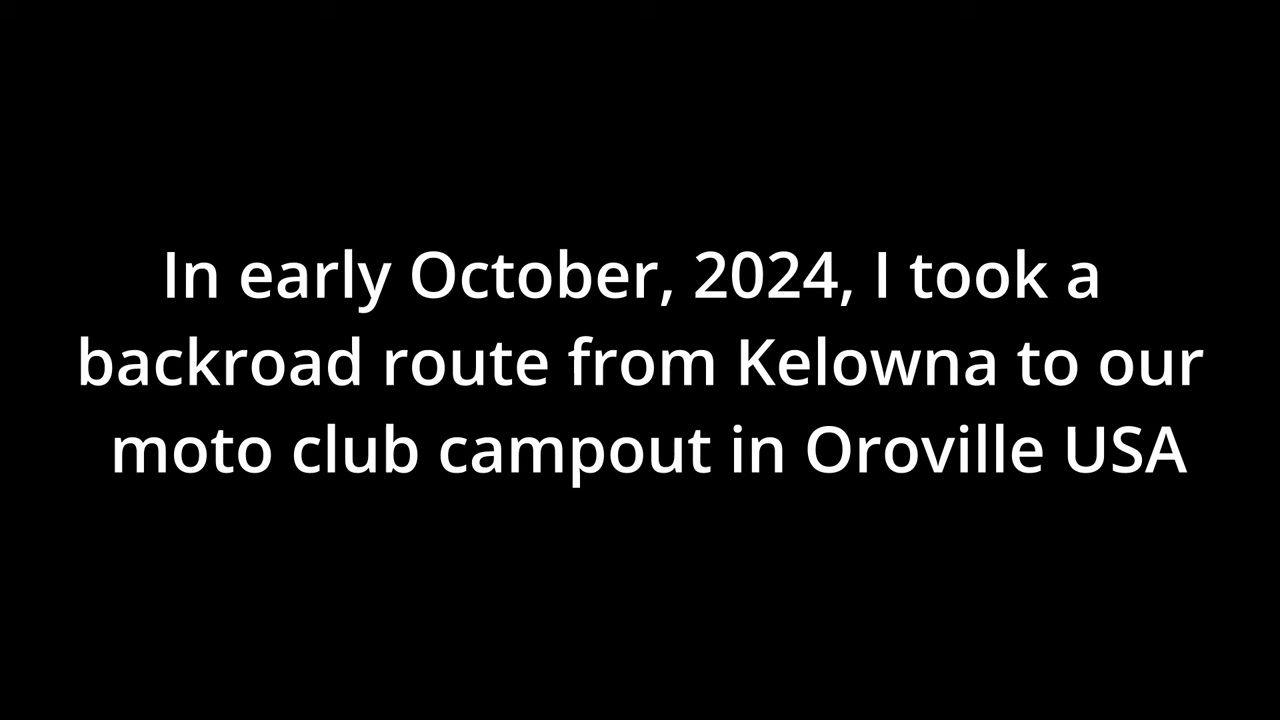 In early October, 2024, I took a
backroad route from Kelowna to our
moto club campout in Oroville USA